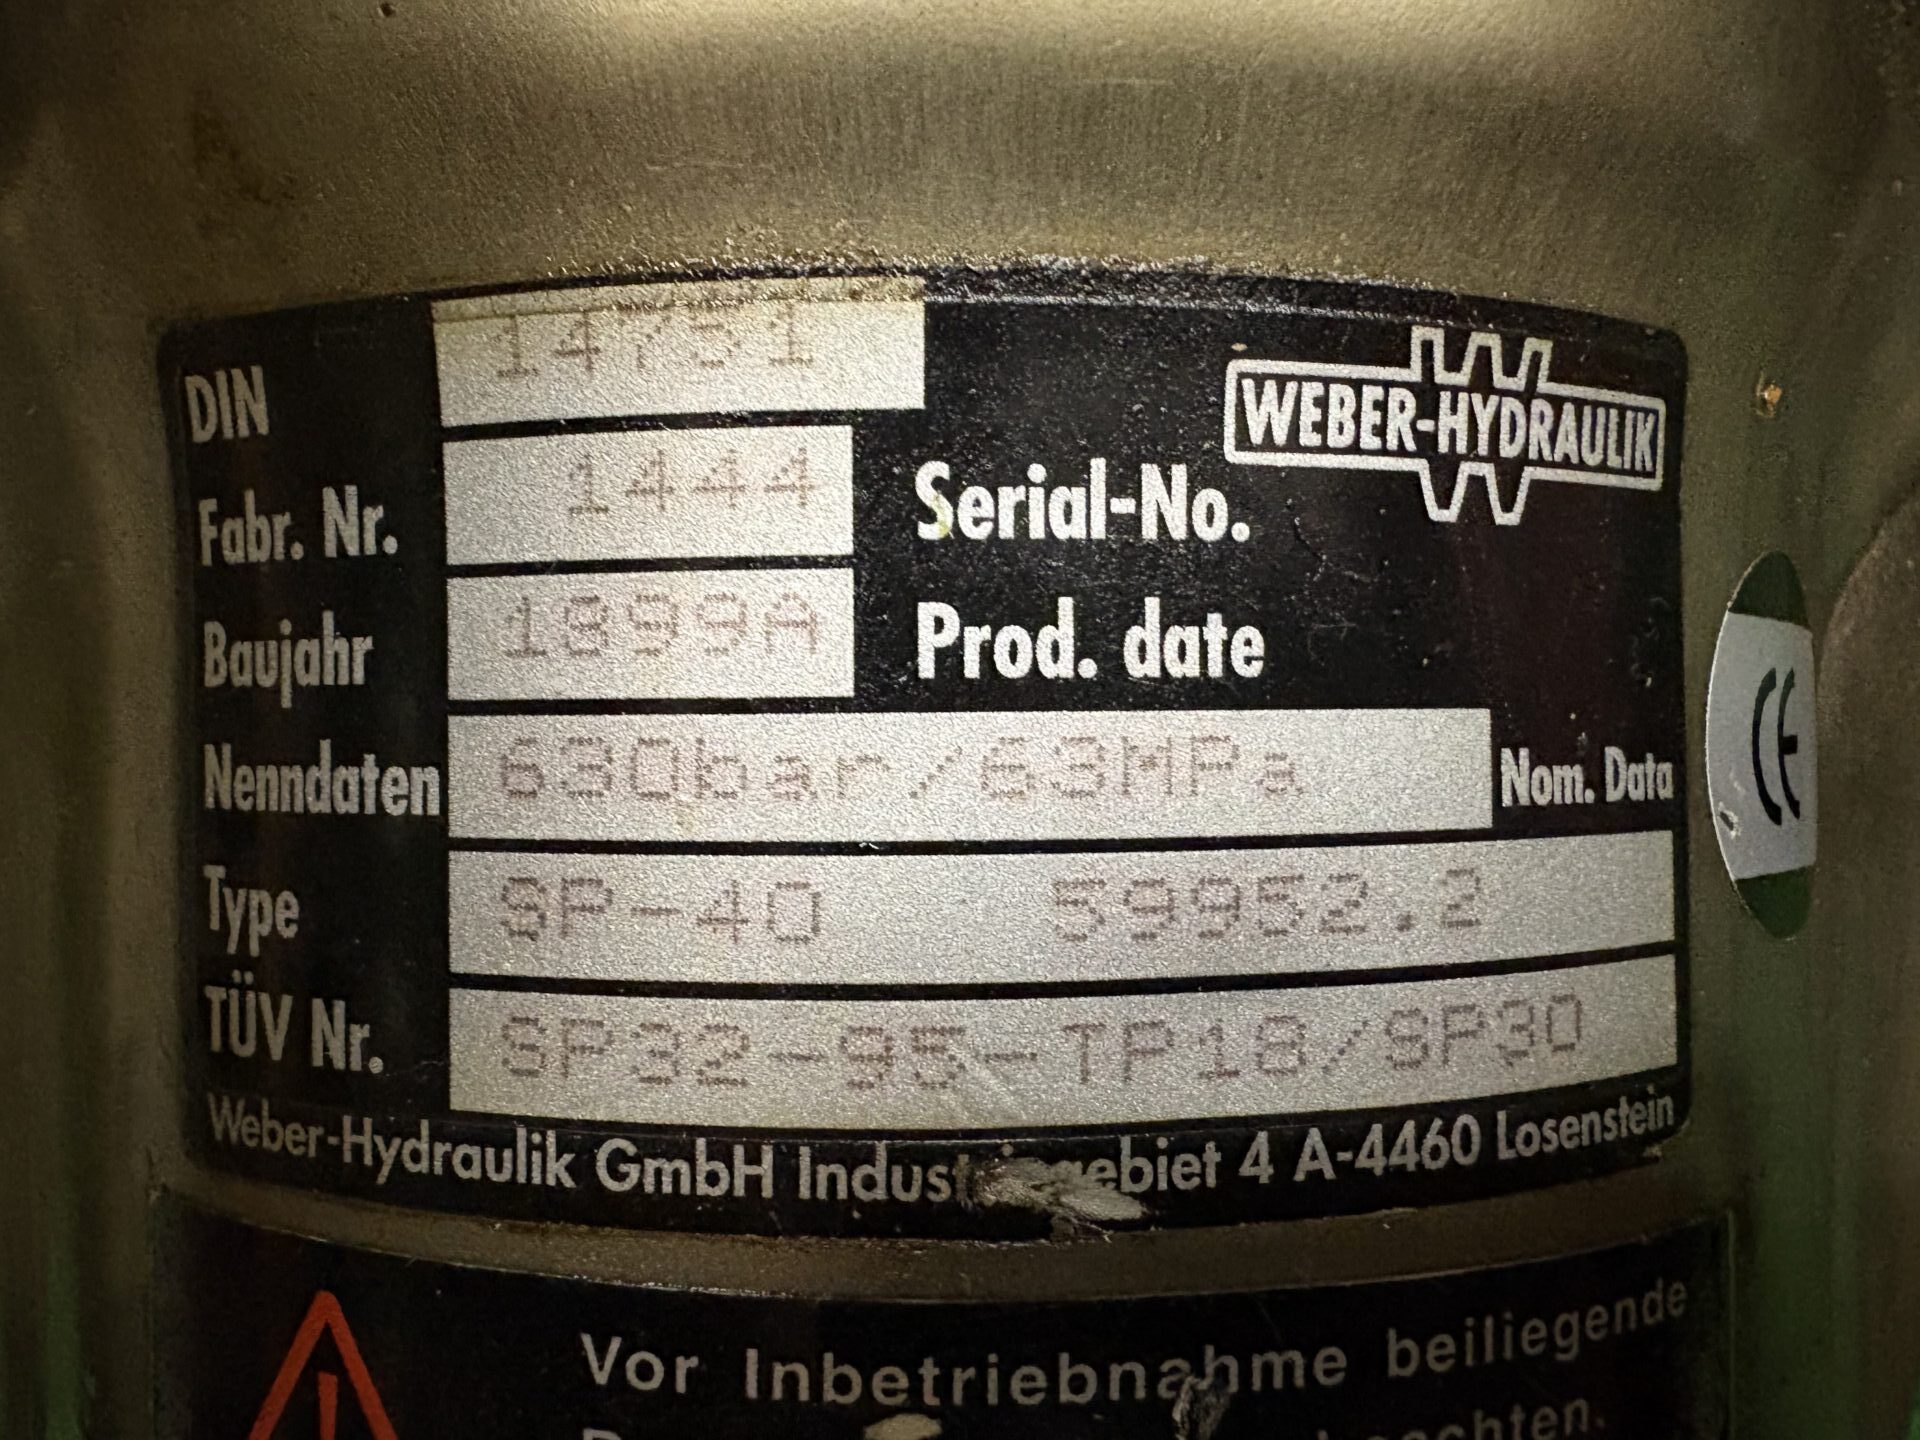 DIN 14751
WEBER-HYDRAULIK
Fabr. Nr. 1444 Serial-No.
Baujahr 1899A Prod. date
Nenndaten 630bar/63MPa Nom. Data
CE
Type SP-40 59952.2
TÜV Nr. SP32-95-TP18/SP30
Weber-Hydraulik GmbH 4 A-4460 Losenstein
Vor Inbetriebnahme beiliegende